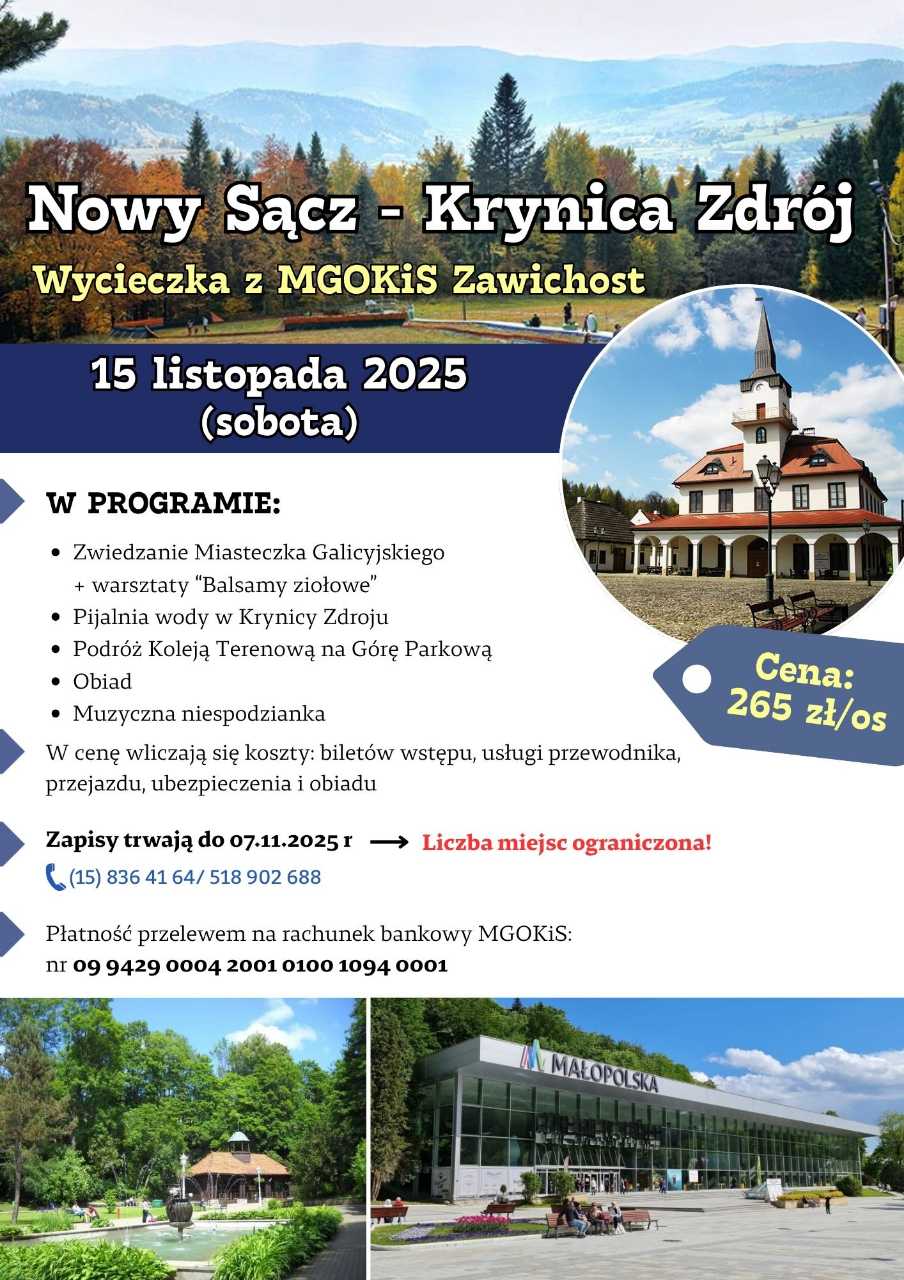 Nowy Sącz - Krynica Zdrój
Wycieczka z MGOKiS Zawichost
15 listopada 2025
(sobota)
W PROGRAMIE:
• Zwiedzanie Miasteczka Galicyjskiego
+ warsztaty “Balsamy ziołowe”
• Pijalnia wody w Krynicy Zdroju
• Podróż Koleją Terenową na Górę Parkową
• Obiad
• Muzyczna niespodzianka
Cena:
265 zł/os
W cenę wliczają się koszty: biletów wstępu, usługi przewodnika,
przejazdu, ubezpieczenia i obiadu
Zapisy trwają do 07.11.2025 r → Liczba miejsc ograniczona!
(15) 836 41 64/ 518 902 688
Płatność przelewem na rachunek bankowy MGOKiS:
nr 09 9429 0004 2001 0100 1094 0001
MAŁOPOLSKA